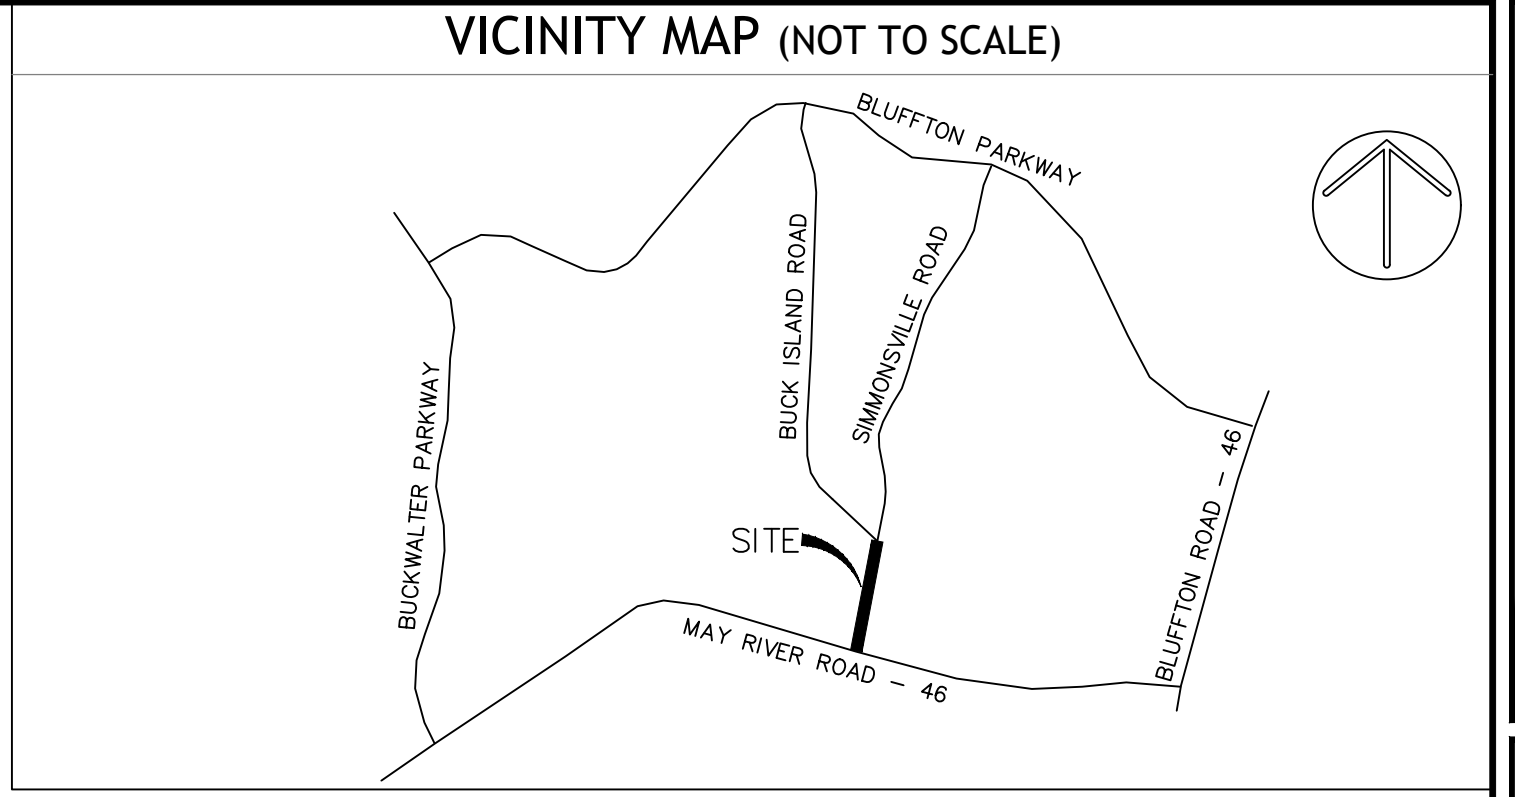 VICINITY MAP (NOT TO SCALE)
BLUFFTON PARKWAY
BUCK ISLAND ROAD
SIMMONSVILLE ROAD
BUCKWALTER PARKWAY
SITE
BLUFFTON ROAD - 46
MAY RIVER ROAD - 46